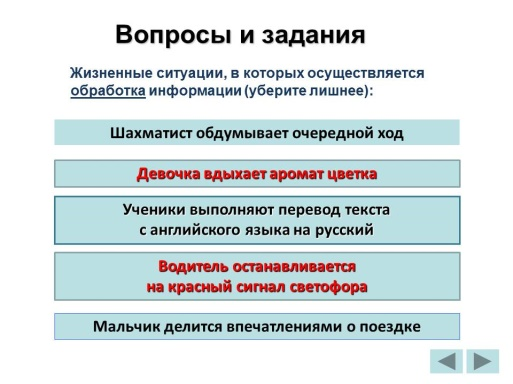 Вопросы и задания
Жизненные ситуации, в которых осуществляется
обработка информации (уберите лишнее):
Шахматист обдумывает очередной ход
Девочка вдыхает аромат цветка
Ученики выполняют перевод текста
с английского языка на русский
Водитель останавливается
на красный сигнал светофора
Мальчик делится впечатлениями о поездке